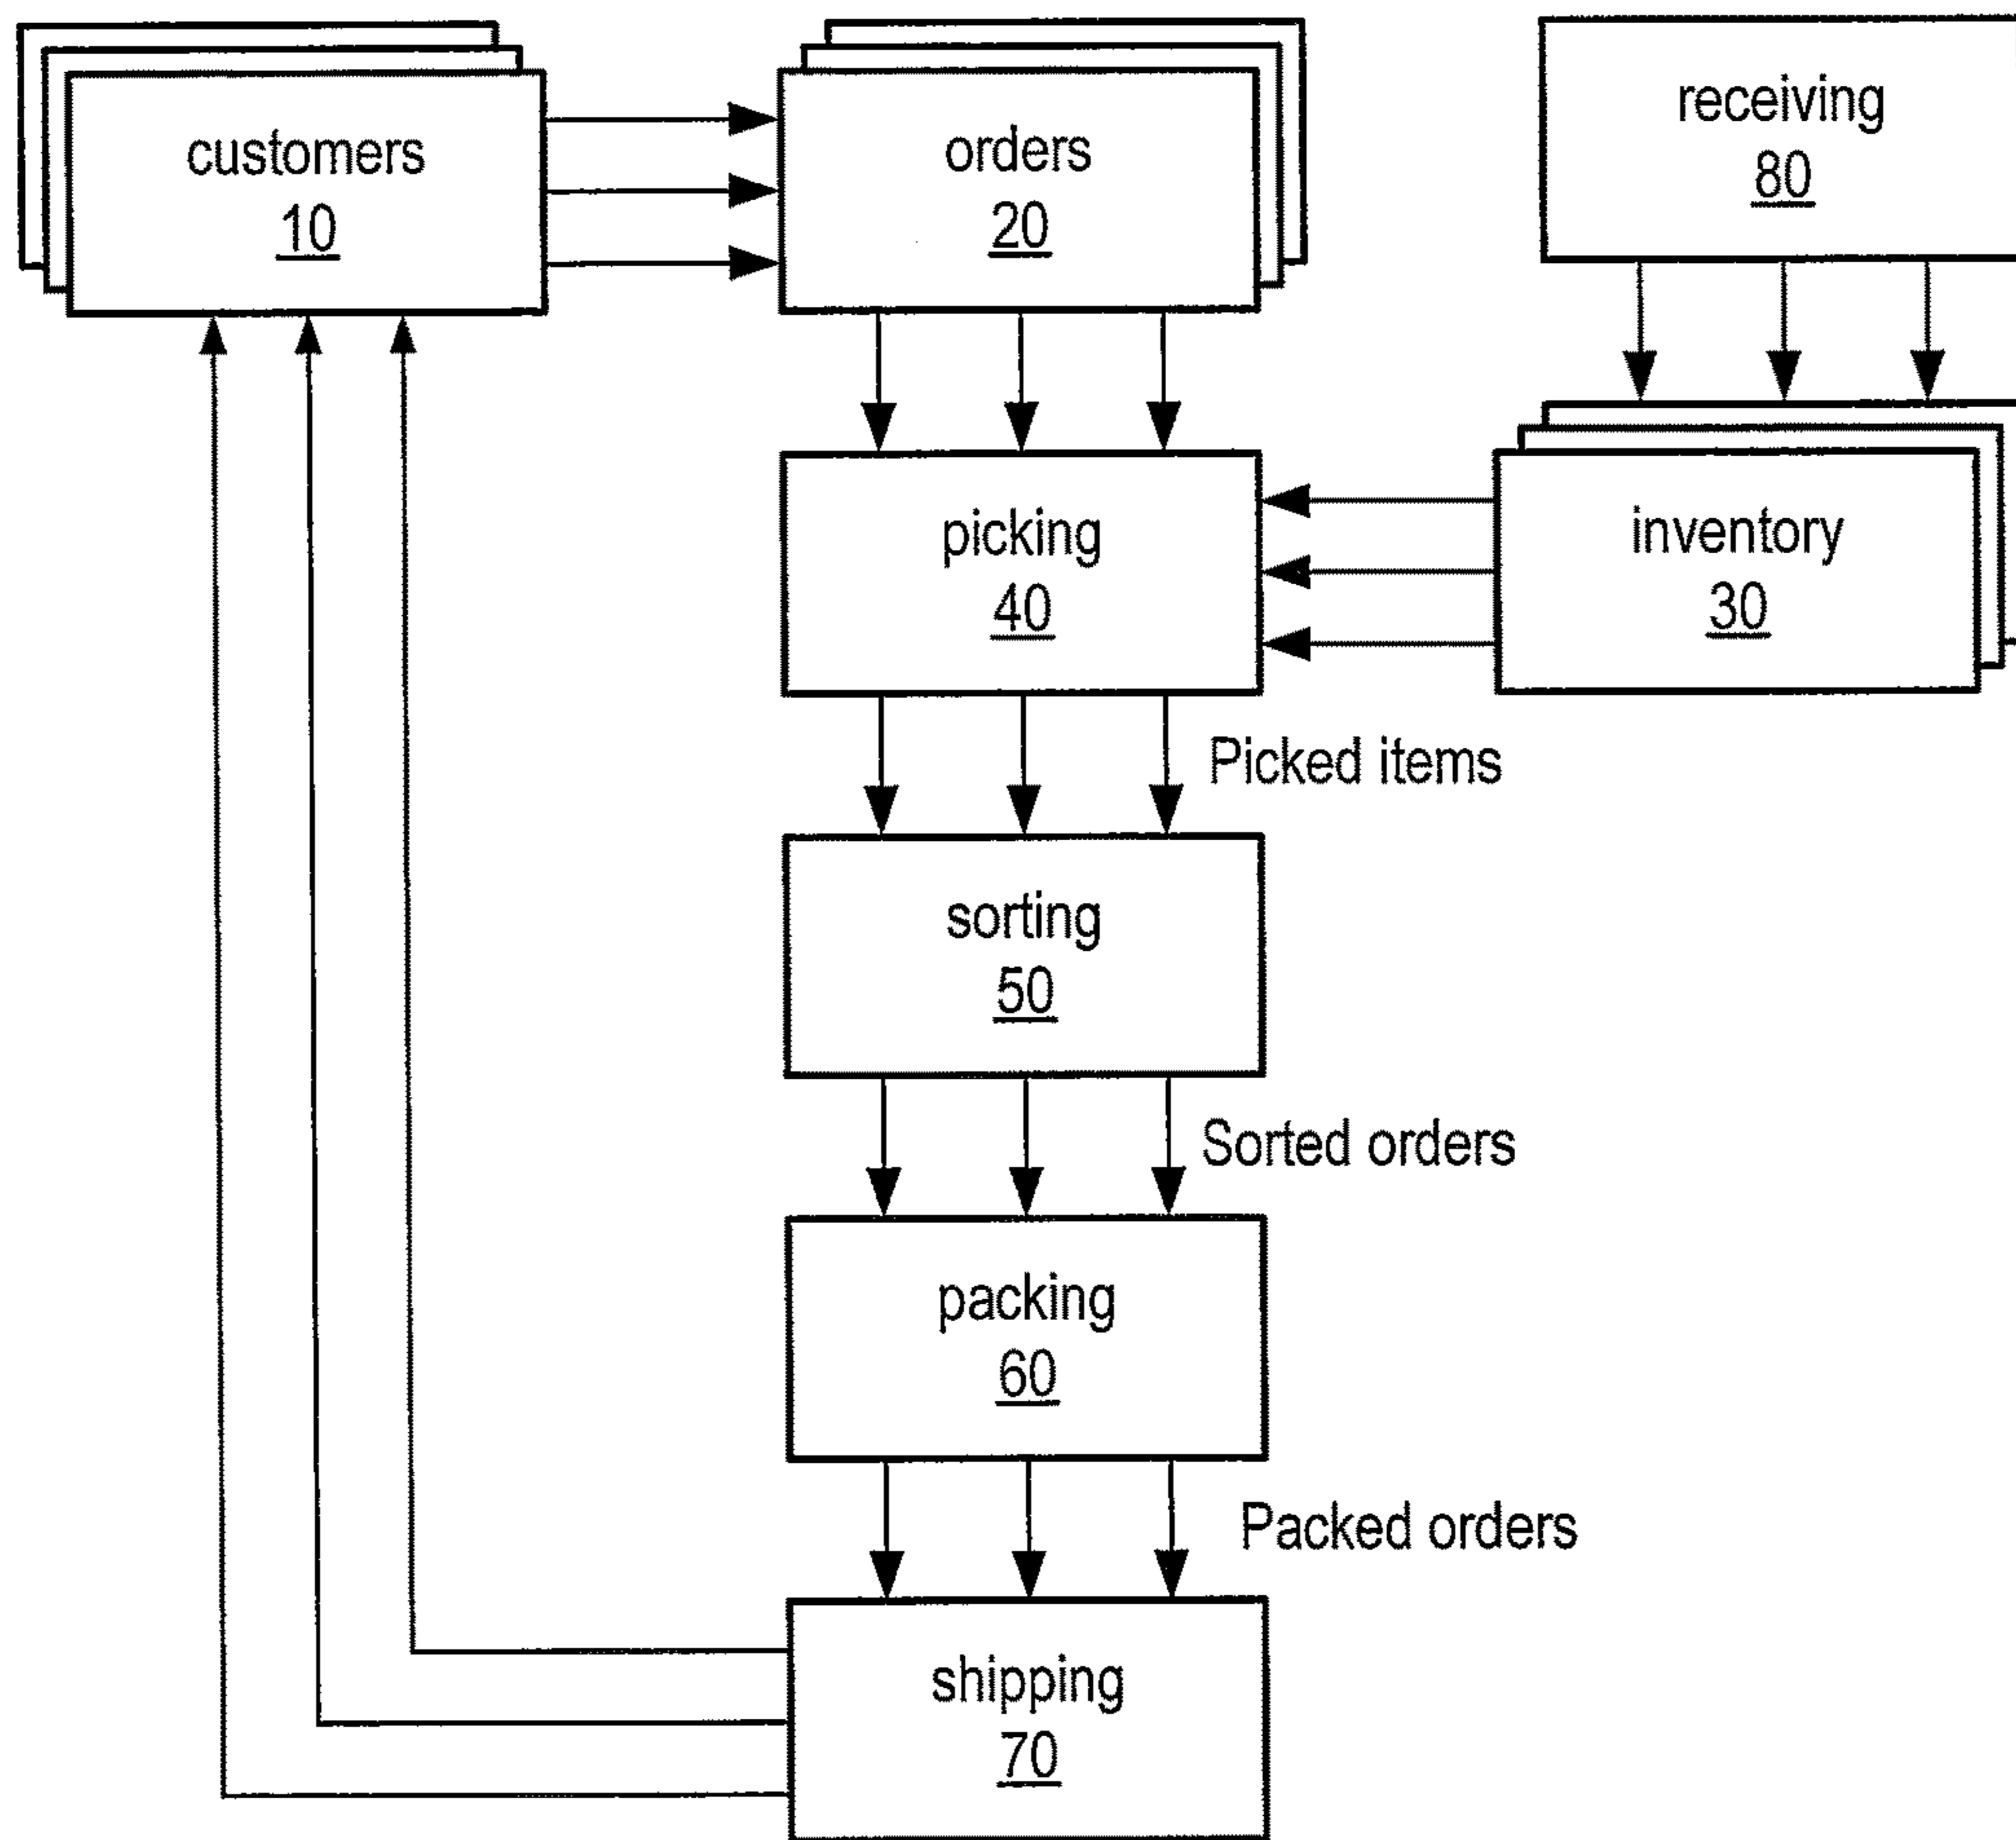 customers
10
orders
20
receiving
80
picking
40
inventory
30
Picked items
sorting
50
Sorted orders
packing
60
Packed orders
shipping
70